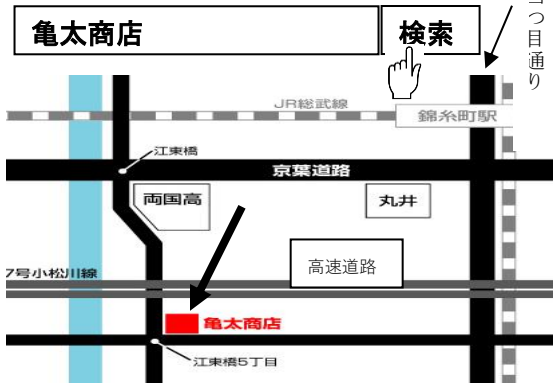 亀太商店 検索
つ目通り
JR総武線
錦糸町駅
江東橋
京葉道路
両国高
丸井
高速道路
7号小松川線
亀太商店
江東橋5丁目